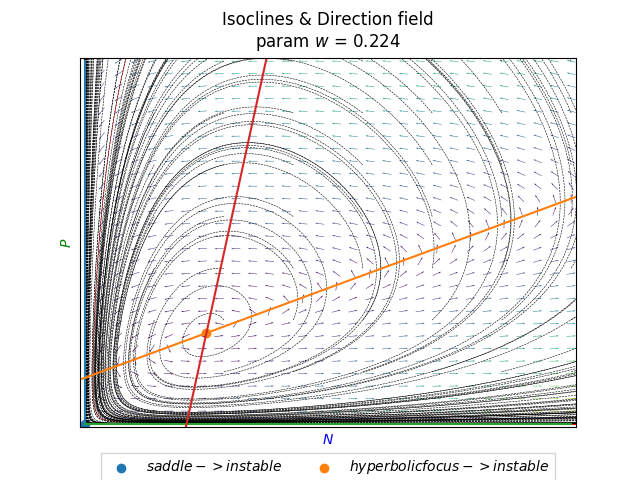 Isoclines & Direction field
param w = 0.224
P
N
saddle − > instable
hyperbolicfocus − > instable